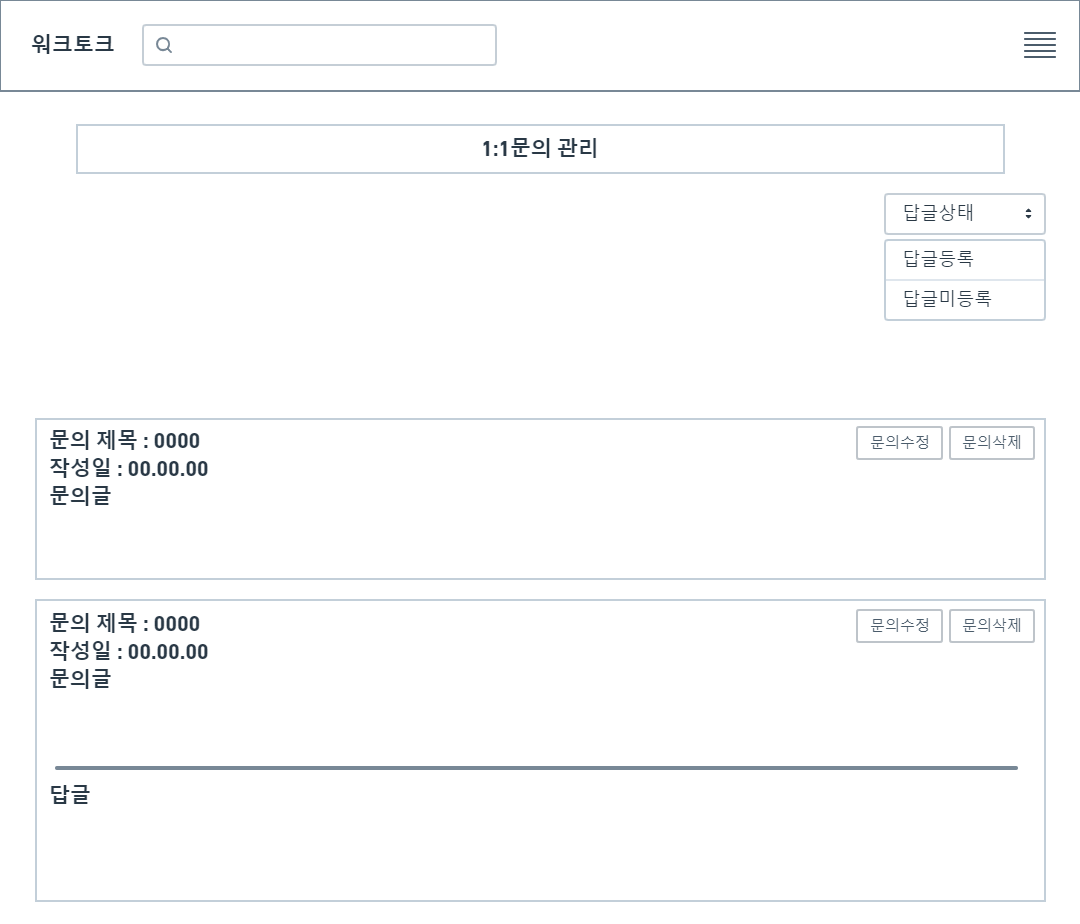 워크토크
1:1문의 관리
답글상태
답글등록
답글미등록
문의 제목 : 0000
문의수정
문의삭제
작성일 : 00.00.00
문의글
문의 제목 : 0000
문의수정
문의삭제
작성일 : 00.00.00
문의글
답글